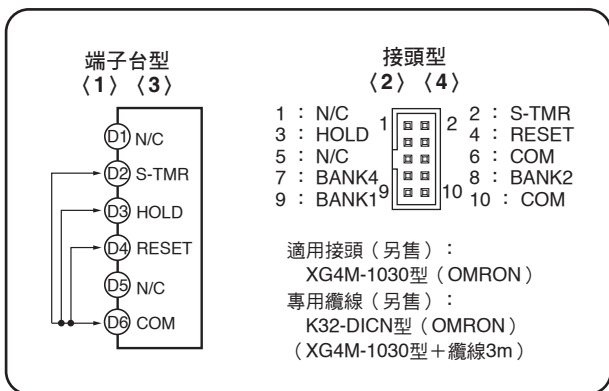 端子台型
〈1〉〈3〉
D1 N/C
D2 S-TMR
D3 HOLD
D4 RESET
D5 N/C
D6 COM
接頭型
〈2〉〈4〉
1 : N/C 1 2 2 : S-TMR
3 : HOLD 4 : RESET
5 : N/C 6 : COM
7 : BANK4 8 : BANK2
9 : BANK1 9 10 10 : COM
適用接頭（另售）：
XG4M-1030型（OMRON）
專用纜線（另售）：
K32-DICN型（OMRON）
（XG4M-1030型＋纜線3m）